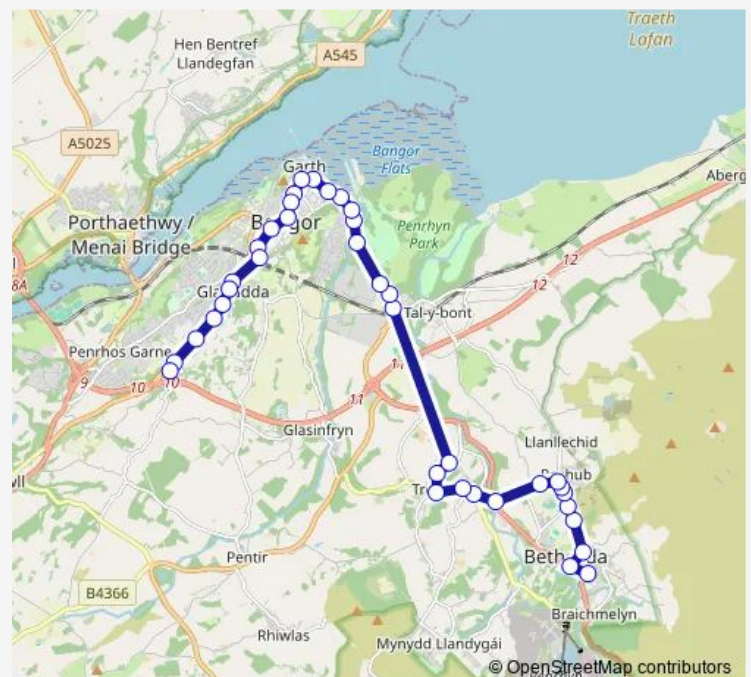 Traeth
Lafan
Hen Bentref
Llandegfan
A545
A5025
Bangor
Flats
Garth
Aberg
Porthaethwy /
Menai Bridge
Penrhyn
Park
12
8A
12
Tal-y-bont
Penrhos Garne
9
10
10
11
Glasinfryn
Llanllechid
Pentir
B4366
Braichmelyn
Rhiwlas
Mynydd Llandygái
© OpenStreetMap contributors